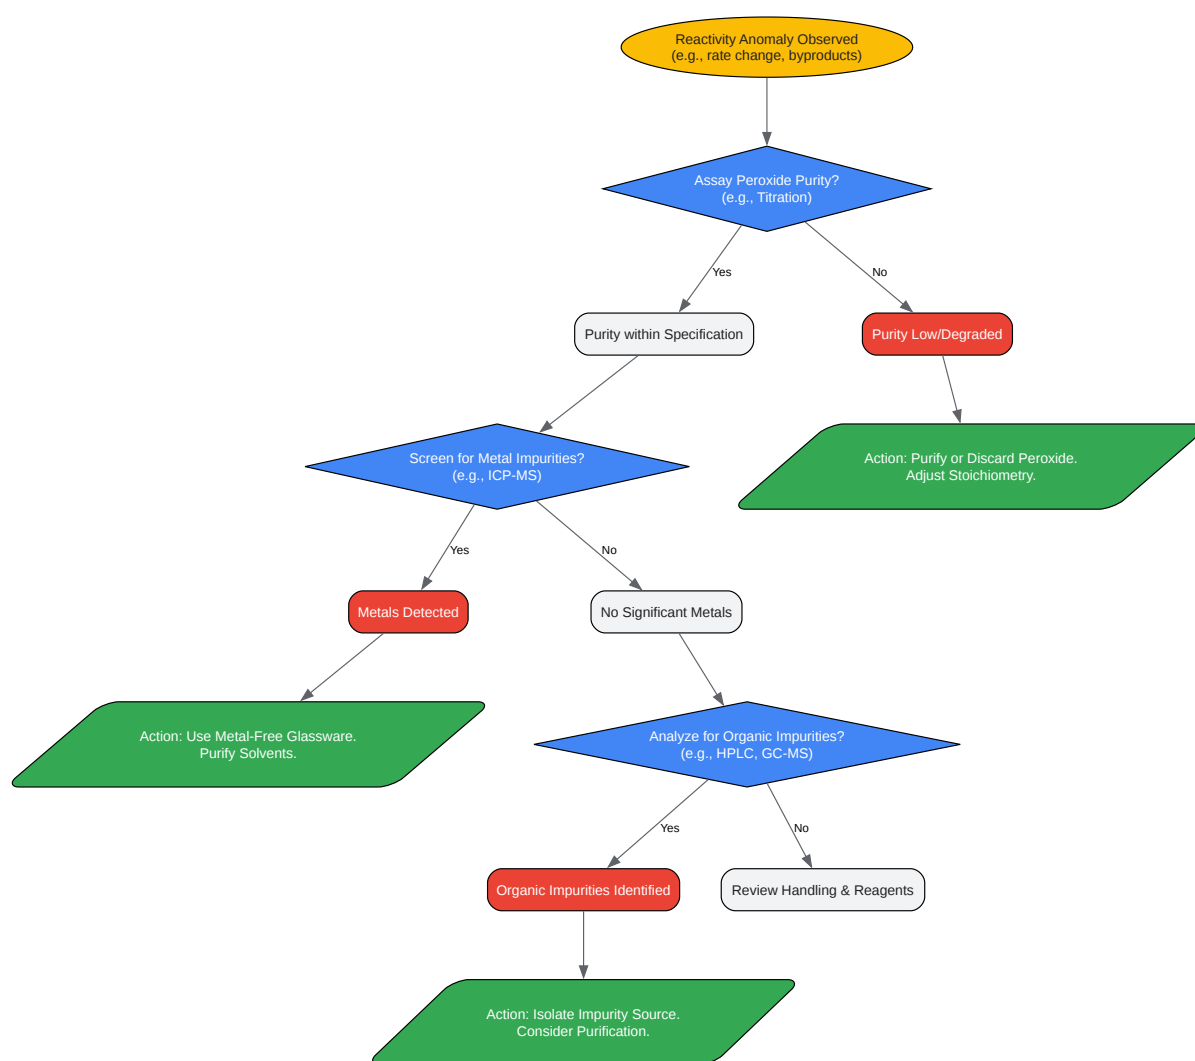 Reactivity Anomaly Observed
(e.g., rate change, byproducts)
Assay Peroxide Purity?
(e.g., Titration)
Yes
No
Purity within Specification
Purity Low/Degraded
Screen for Metal Impurities?
(e.g., ICP-MS)
Action: Purify or Discard Peroxide.
Adjust Stoichiometry.
Yes
No
Metals Detected
No Significant Metals
Action: Use Metal-Free Glassware.
Purify Solvents.
Analyze for Organic Impurities?
(e.g., HPLC, GC-MS)
Yes
No
Organic Impurities Identified
Review Handling & Reagents
Action: Isolate Impurity Source.
Consider Purification.